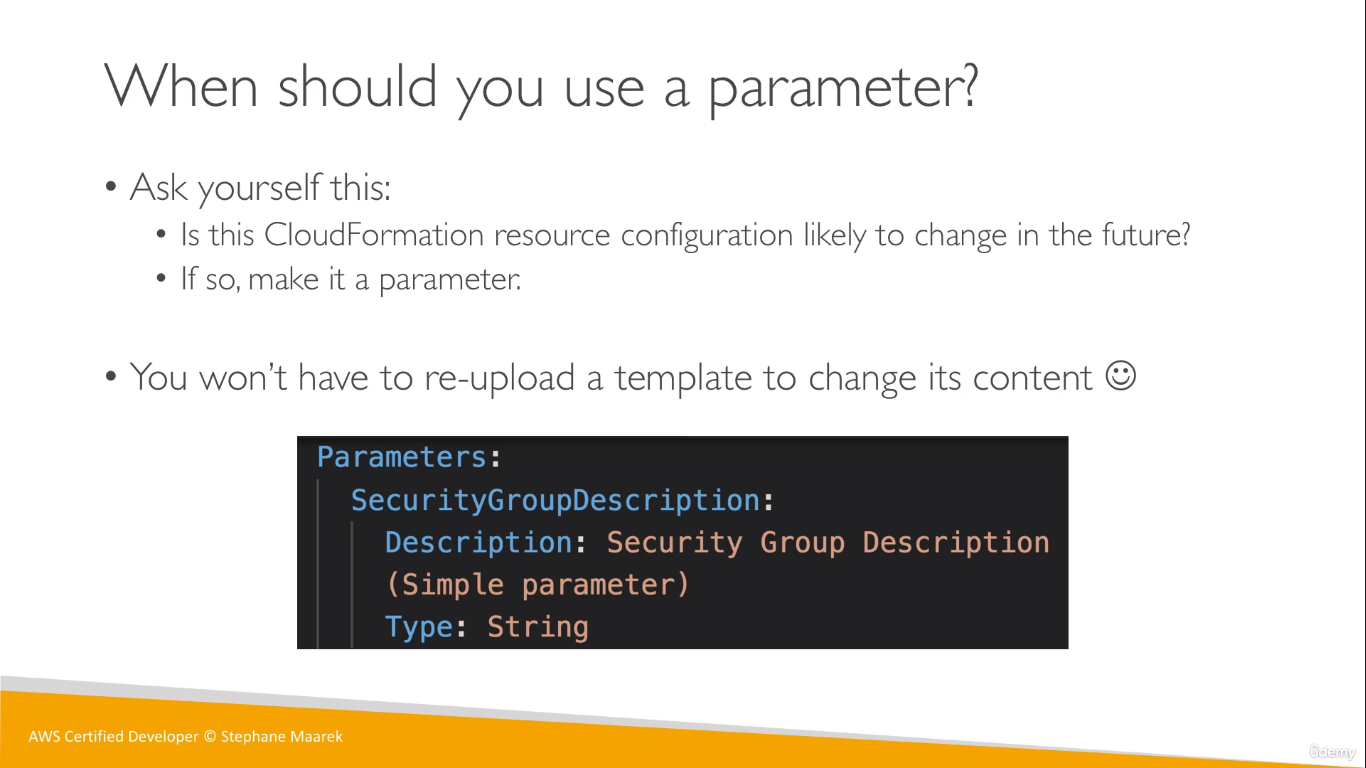 When should you use a parameter?
• Ask yourself this:
• Is this CloudFormation resource configuration likely to change in the future?
• If so, make it a parameter.
• You won't have to re-upload a template to change its content ☺
Parameters:
SecurityGroupDescription:
Description: Security Group Description
(Simple parameter)
Type: String
AWS Certified Developer © Stephane Maarek
ûdemy